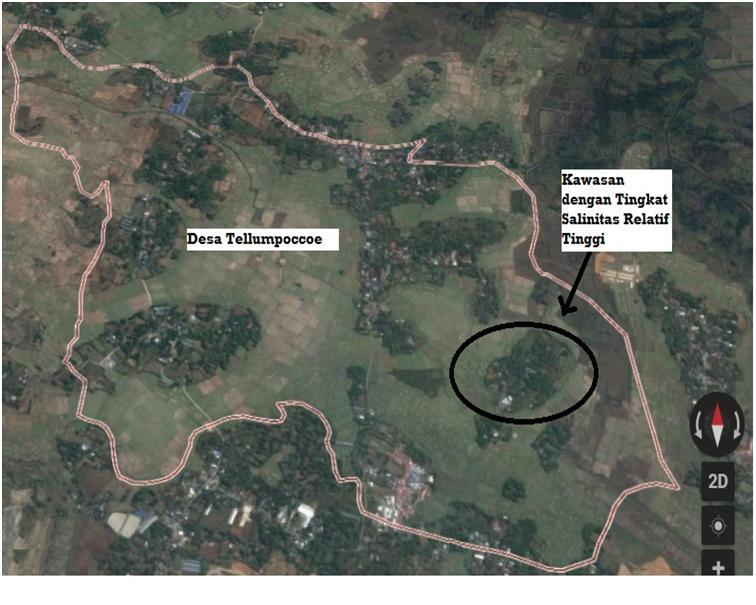 Kawasan
dengan Tingkat
Salinitas Relatif
Tinggi
Desa Tellumpoccoe
2D
+